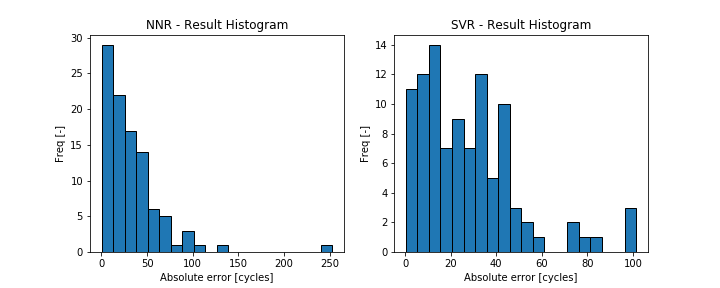 NNR - Result Histogram
Freq [-]
30
25
20
15
10
5
0
0 50 100 150 200 250
Absolute error [cycles]
SVR - Result Histogram
Freq [-]
14
12
10
8
6
4
2
0
0 20 40 60 80 100
Absolute error [cycles]